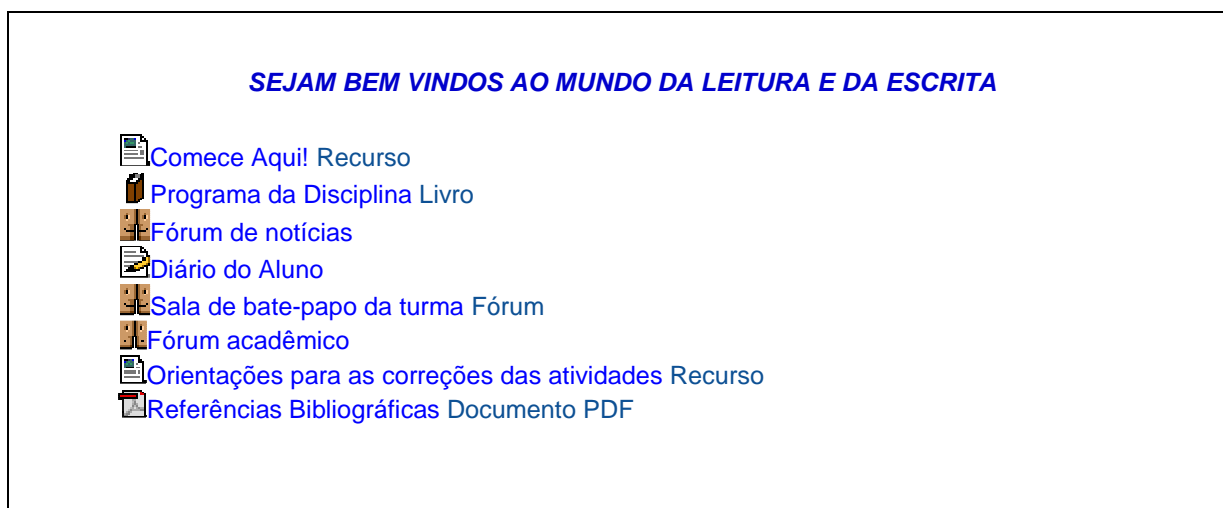 SEJAM BEM VINDOS AO MUNDO DA LEITURA E DA ESCRITA
Comece Aqui! Recurso
Programa da Disciplina Livro
Fórum de notícias
Diário do Aluno
Sala de bate-papo da turma Fórum
Fórum acadêmico
Orientações para as correções das atividades Recurso
Referências Bibliográficas Documento PDF